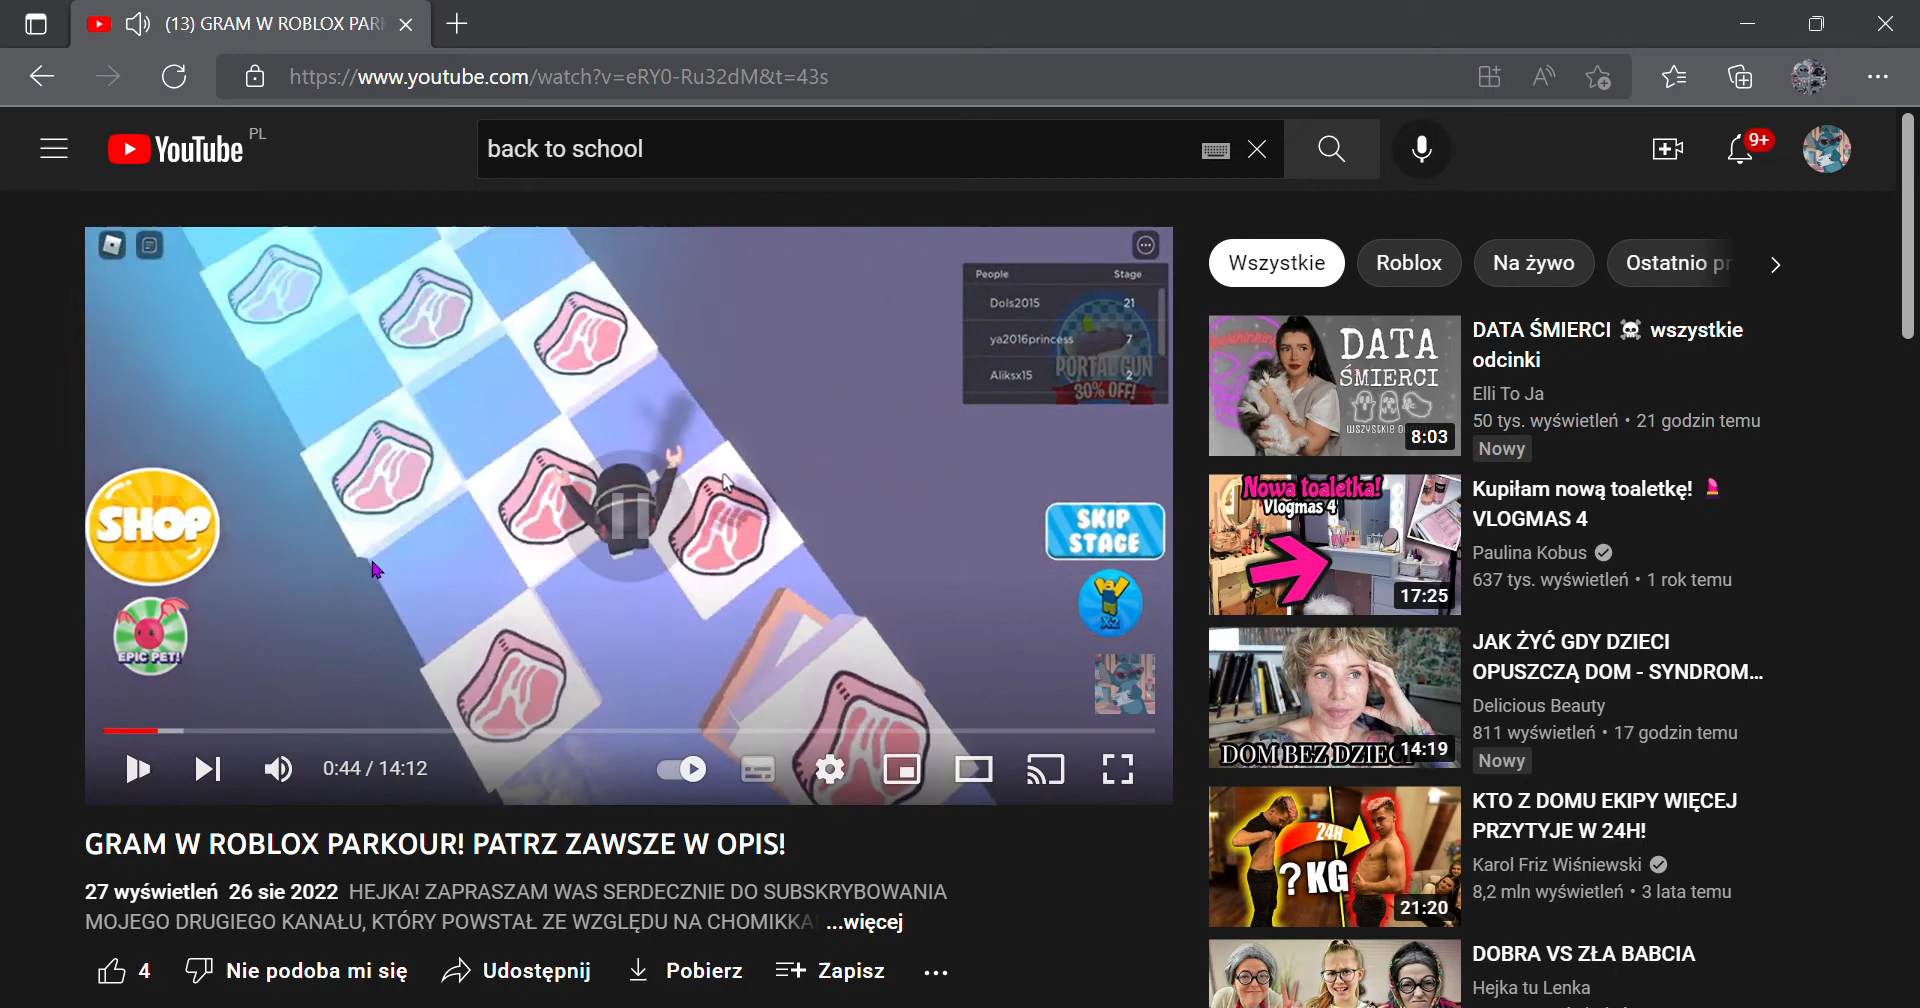 (13) GRAM W ROBLOX PAR
https://www.youtube.com/watch?v=eRY0-Ru32dM&t=43s
YouTube PL
back to school
9+
People Stage
Dols2015 21
ya2016princess 7
Aliksx15 2
PORTAL GUN
30% OFF!
SHOP
SKIP
STAGE
X2
EPIC PET!
0:44 / 14:12
GRAM W ROBLOX PARKOUR! PATRZ ZAWSZE W OPIS!
27 wyświetleń 26 sie 2022 HEJKA! ZAPRASZAM WAS SERDECZNIE DO SUBSKRYBOWANIA
MOJEGO DRUGIEGO KANAŁU, KTÓRY POWSTAŁ ZE WZGLĘDU NA CHOMIKKA ...więcej
4 Nie podoba mi się Udostępnij Pobierz Zapisz
Wszystkie Roblox Na żywo Ostatnio pr
DATA
ŚMIERCI
8:03
DATA ŚMIERCI ☠ wszystkie
odcinki
Elli To Ja
50 tys. wyświetleń • 21 godzin temu
Nowy
Nowa toaletka!
Vlogmas 4
17:25
Kupiłam nową toaletkę!
VLOGMAS 4
Paulina Kobus
637 tys. wyświetleń • 1 rok temu
DOM BEZ DZIEC
14:19
JAK ŻYĆ GDY DZIECI
OPUSZCZĄ DOM - SYNDROM...
Delicious Beauty
811 wyświetleń • 17 godzin temu
Nowy
24H
? KG
21:20
KTO Z DOMU EKIPY WIĘCEJ
PRZYTYJE W 24H!
Karol Friz Wiśniewski
8,2 mln wyświetleń • 3 lata temu
DOBRA VS ZŁA BABCIA
Hejka tu Lenka